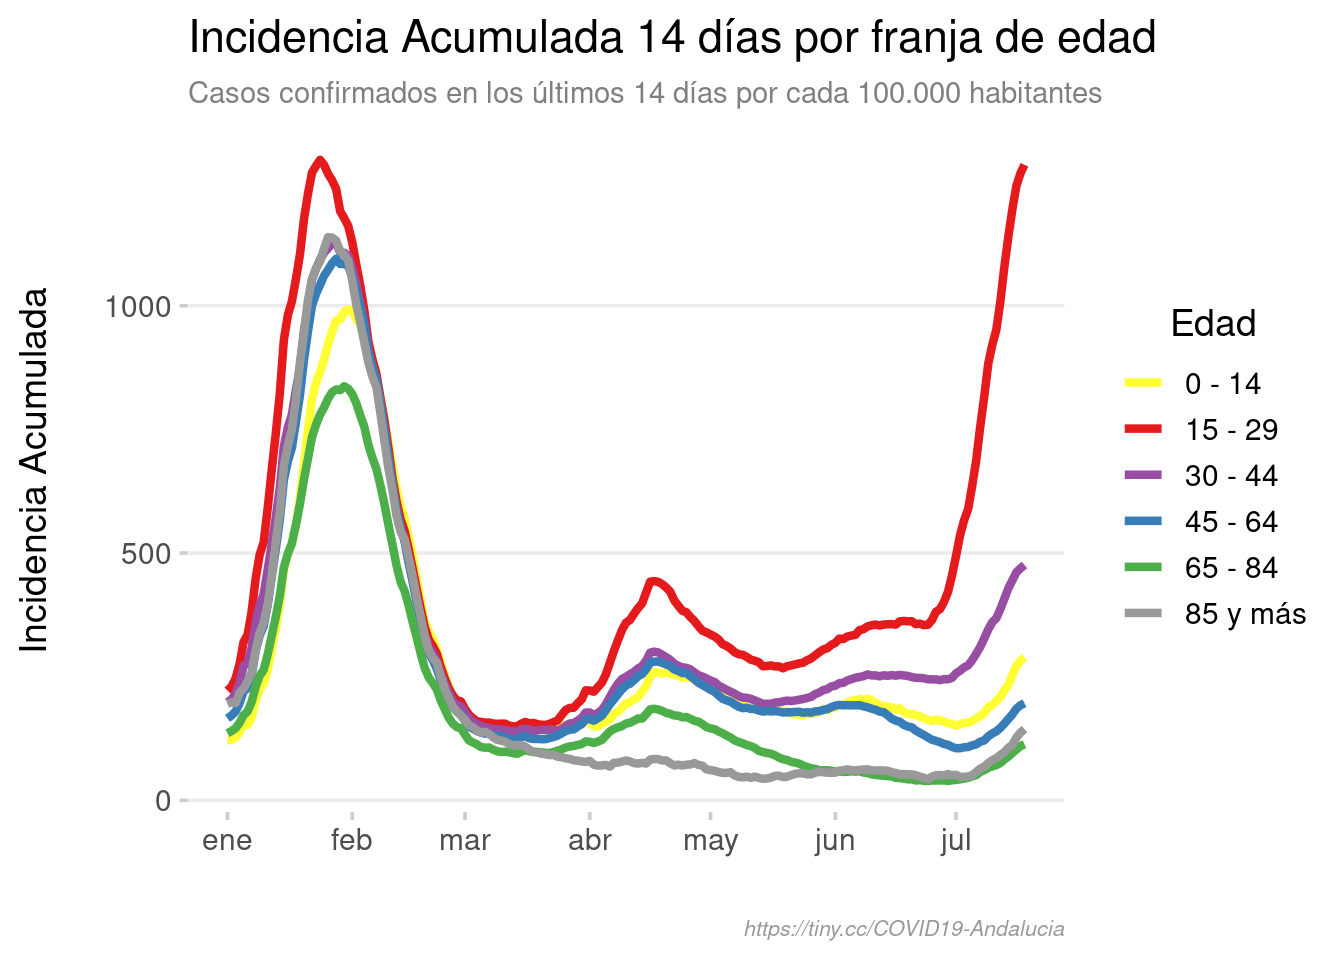 Incidencia Acumulada 14 días por franja de edad
Casos confirmados en los últimos 14 días por cada 100.000 habitantes
Incidencia Acumulada
1000
500
0
ene feb mar abr may jun jul
Edad
0 - 14
15 - 29
30 - 44
45 - 64
65 - 84
85 y más
https://tiny.cc/COVID19-Andalucia